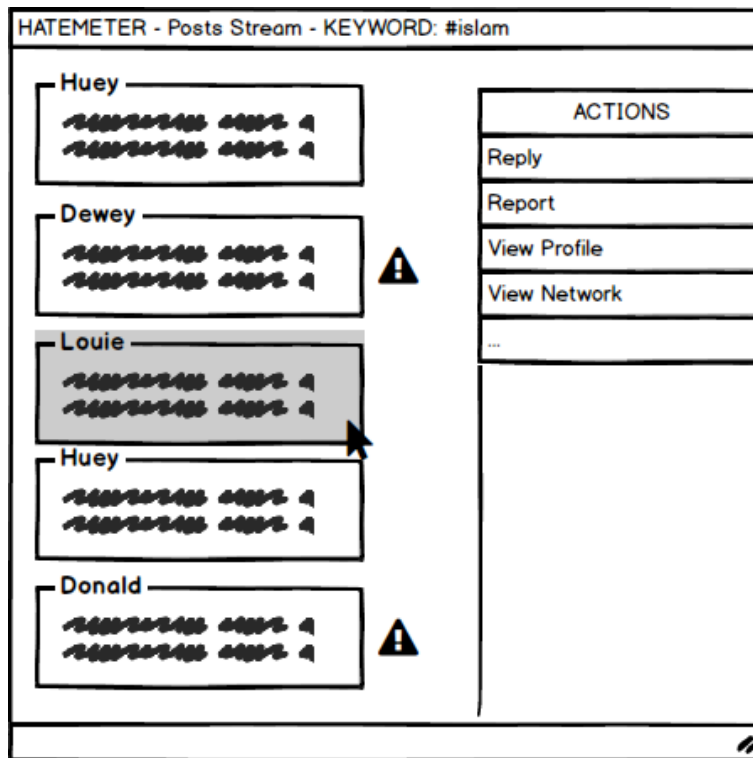 HATEMETER - Posts Stream - KEYWORD: #islam
Huey
Dewey
Louie
Huey
Donald
ACTIONS
Reply
Report
View Profile
View Network
...